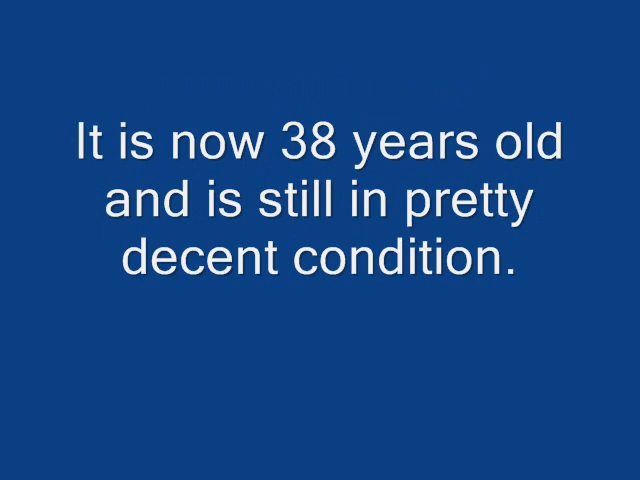 It is now 38 years old
and is still in pretty
decent condition.